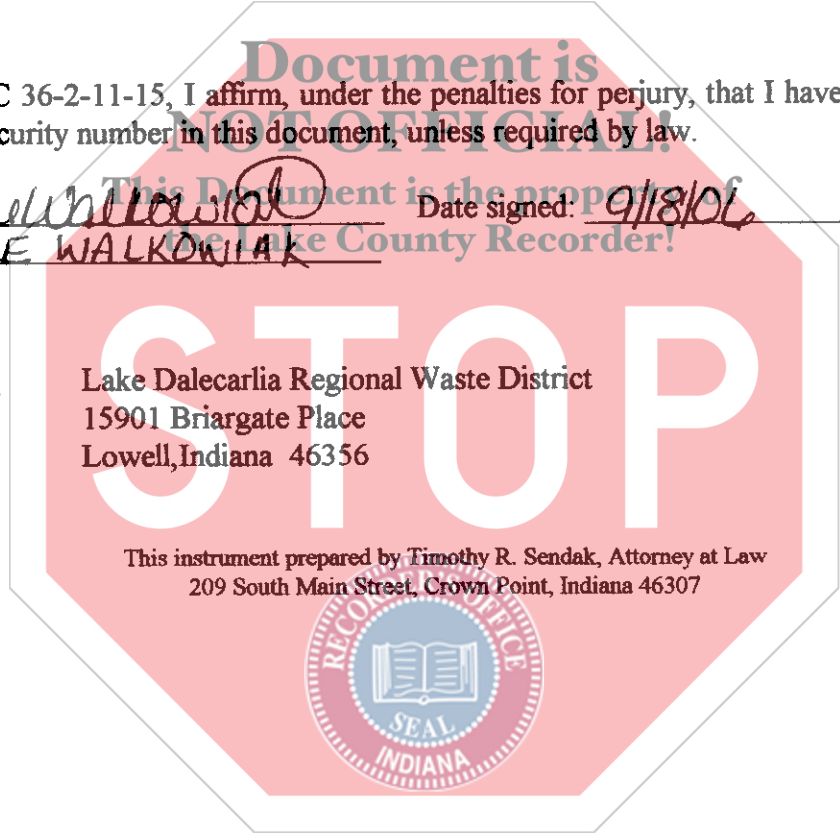 Document is
C 36-2-11-15, I affirm, under the penalties for perjury, that I have
NOT OFFICIAL!
curity number in this document, unless required by law.
This Document is the property of
Walkowiak Date signed: 9/18/06
the Lake County Recorder!
E WALKOWIAK
STOP
Lake Dalecarlia Regional Waste District
15901 Briargate Place
Lowell,Indiana 46356
This instrument prepared by Timothy R. Sendak, Attorney at Law
209 South Main Street, Crown Point, Indiana 46307
RECORDER'S OFFICE
SEAL
INDIANA